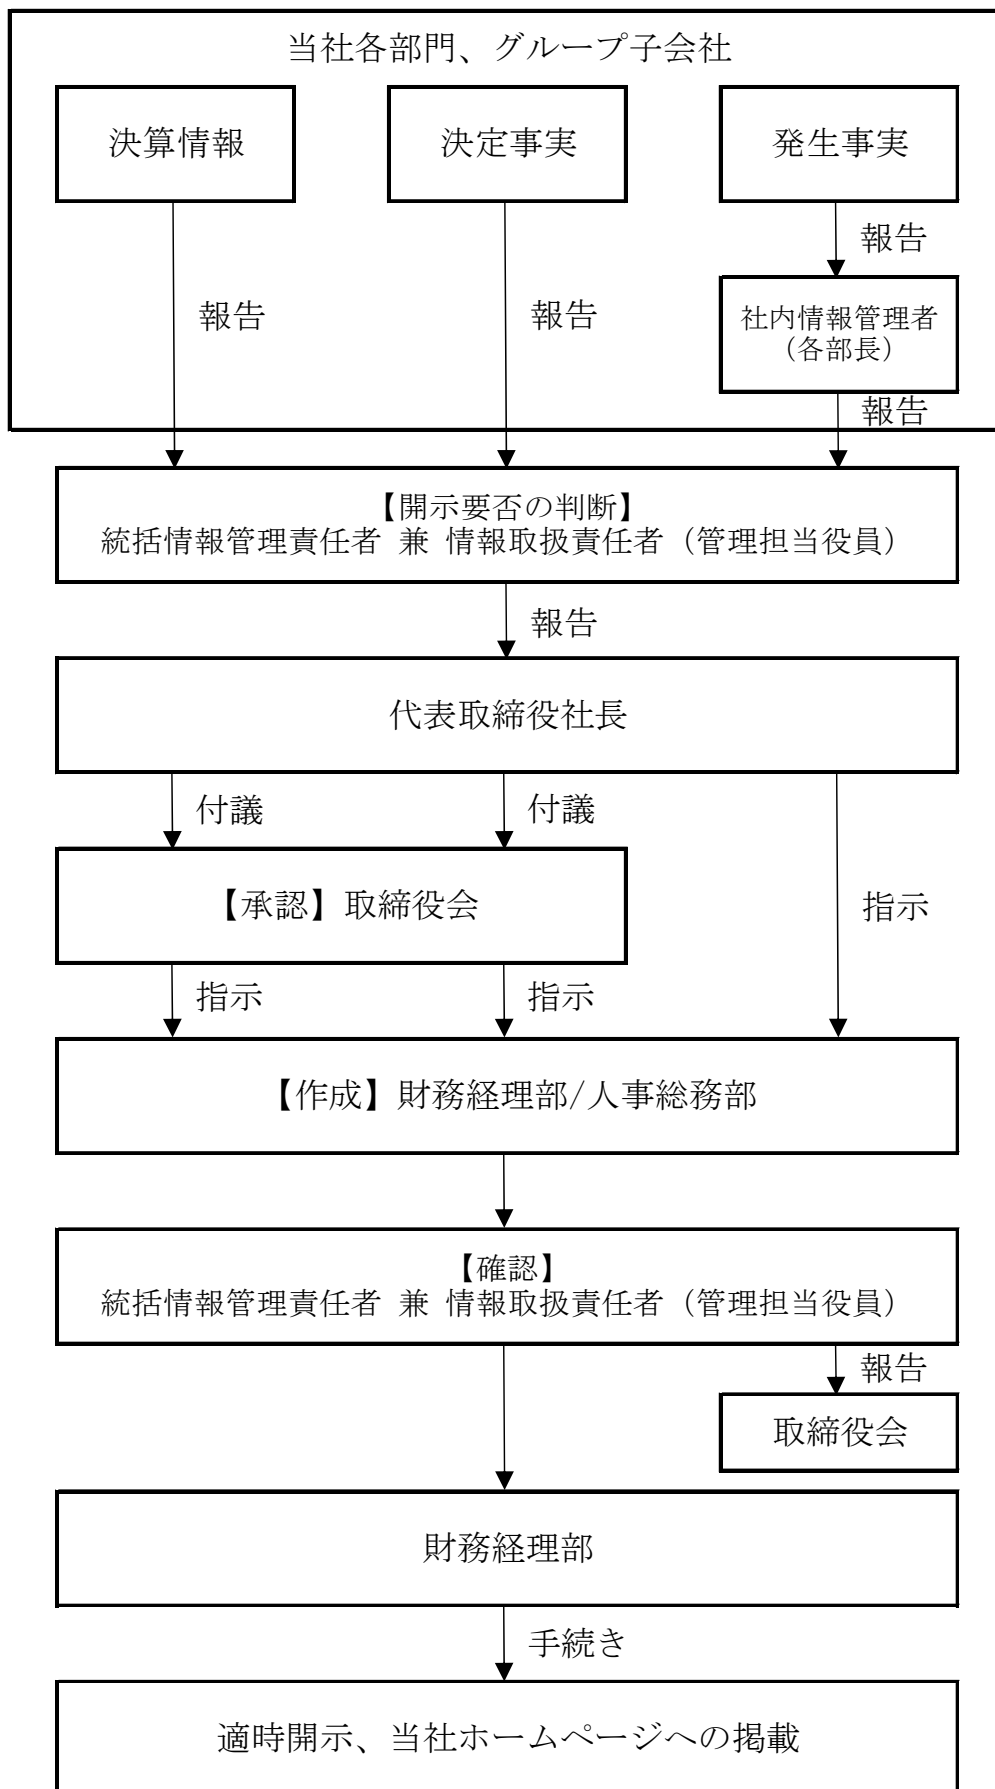 当社各部門、グループ子会社
決算情報
決定事実
発生事実
報告
社内情報管理者
（各部長）
報告
報告
報告
【開示要否の判断】
統括情報管理責任者 兼 情報取扱責任者（管理担当役員）
報告
代表取締役社長
付議
付議
【承認】取締役会
指示
指示
指示
【作成】財務経理部/人事総務部
【確認】
統括情報管理責任者 兼 情報取扱責任者（管理担当役員）
報告
取締役会
財務経理部
手続き
適時開示、当社ホームページへの掲載